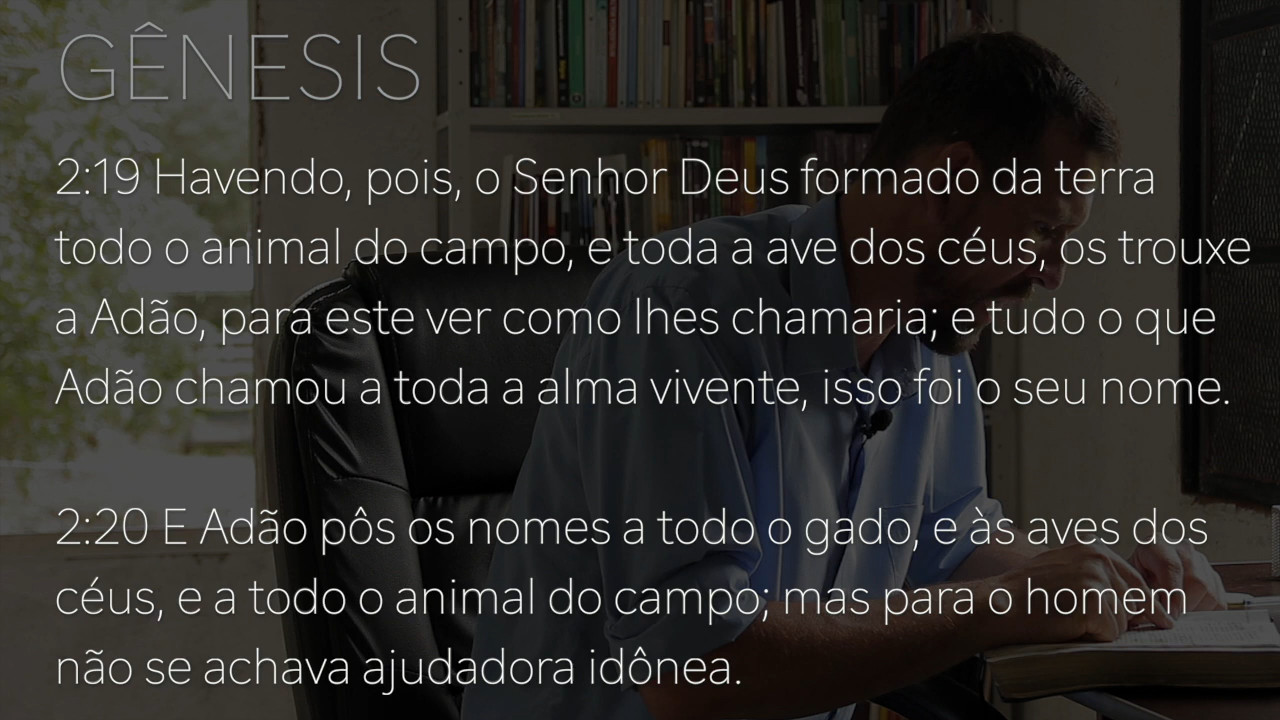 GÊNESIS
2:19 Havendo, pois, o Senhor Deus formado da terra
todo o animal do campo, e toda a ave dos céus, os trouxe
a Adão, para este ver como lhes chamaria; e tudo o que
Adão chamou a toda a alma vivente, isso foi o seu nome.
2:20 E Adão pôs os nomes a todo o gado, e às aves dos
céus, e a todo o animal do campo; mas para o homem
não se achava ajudadora idônea.